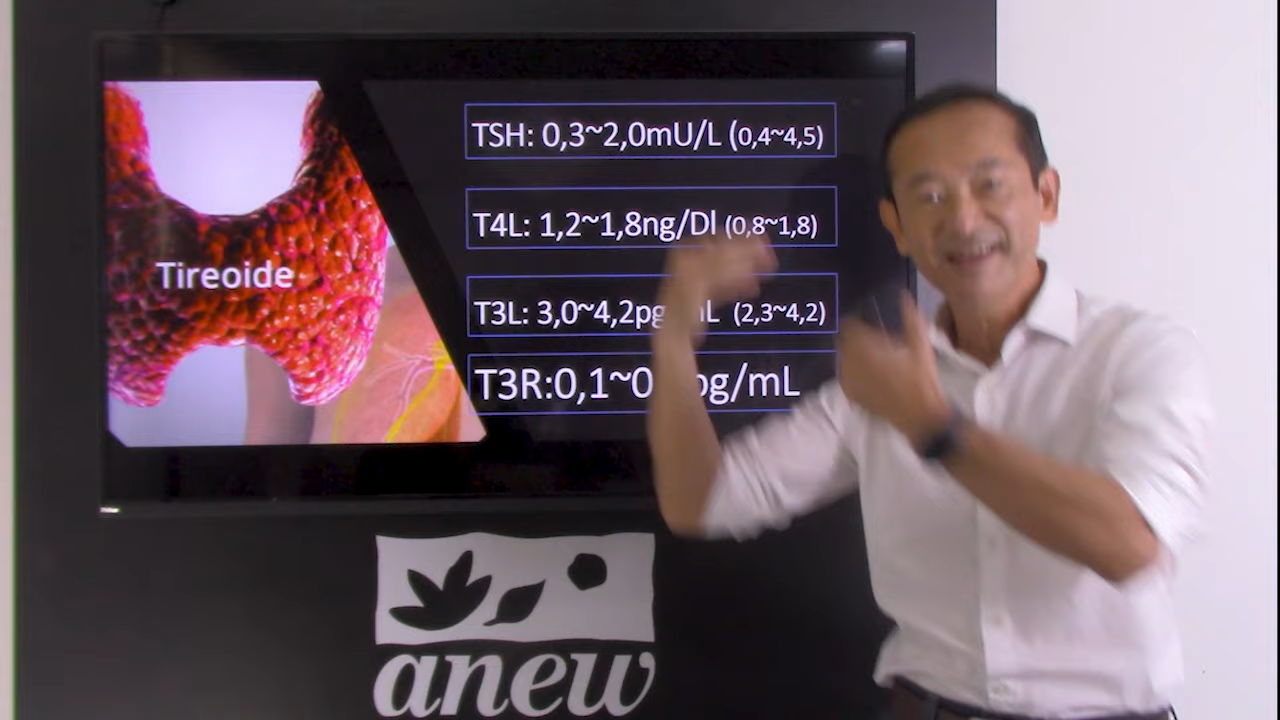 Tireoide
TSH: 0,3~2,0mU/L (0,4~4,5)
T4L: 1,2~1,8ng/Dl (0,8~1,8)
T3L: 3,0~4,2pg L (2,3~4,2)
T3R:0,1~0 pg/mL
anew